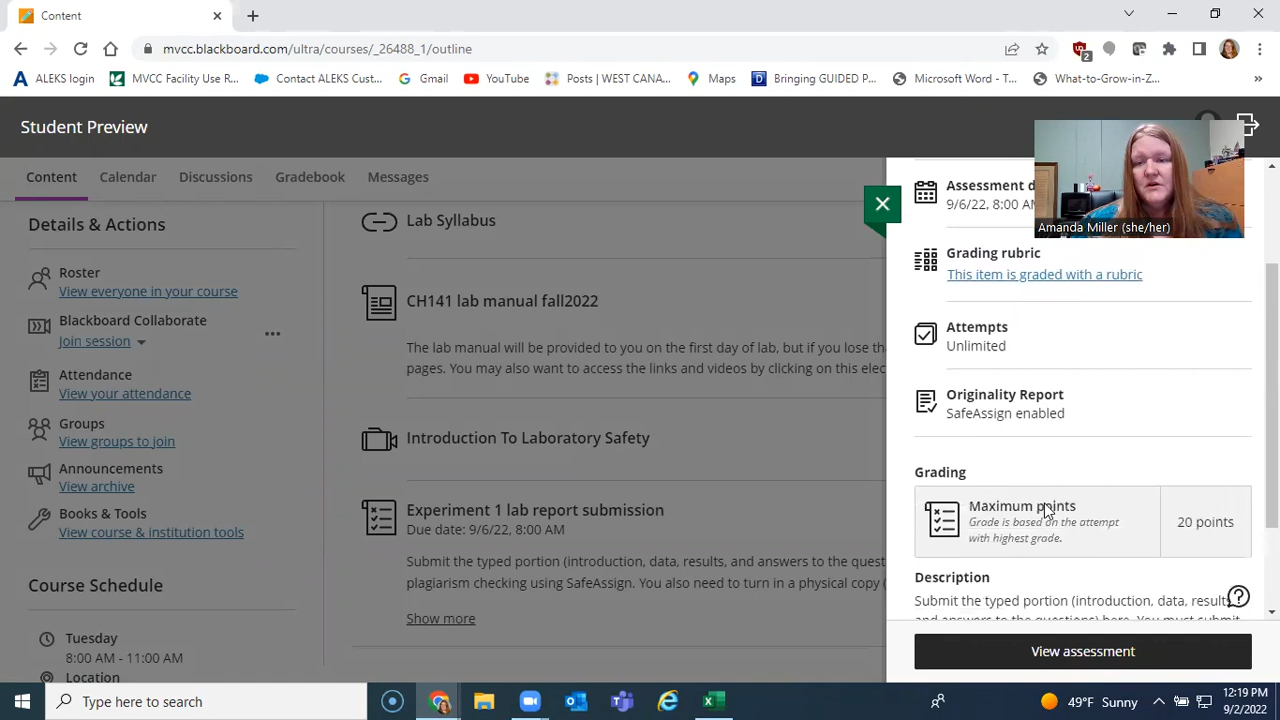 Content
mvcc.blackboard.com/ultra/courses/_26488_1/outline
2
ALEKS login
MVCC Facility Use R...
Contact ALEKS Cust...
Gmail
YouTube
Posts | WEST CANA...
Maps
Bringing GUIDED P...
Microsoft Word - T...
What-to-Grow-in-Z...
Student Preview
Content
Calendar
Discussions
Gradebook
Messages
Details & Actions
Roster
View everyone in your course
Blackboard Collaborate
Join session
Attendance
View your attendance
Groups
View groups to join
Announcements
View archive
Books & Tools
View course & institution tools
Course Schedule
Tuesday
8:00 AM - 11:00 AM
Location
Lab Syllabus
CH141 lab manual fall2022
The lab manual will be provided to you on the first day of lab, but if you lose tha
pages. You may also want to access the links and videos by clicking on this elec
Introduction To Laboratory Safety
Experiment 1 lab report submission
Due date: 9/6/22, 8:00 AM
Submit the typed portion (introduction, data, results, and answers to the quest
plagiarism checking using SafeAssign. You also need to turn in a physical copy (
Show more
Assessment d
9/6/22, 8:00 AM
Amanda Miller (she/her)
Grading rubric
This item is graded with a rubric
Attempts
Unlimited
Originality Report
SafeAssign enabled
Grading
Maximum points
Grade is based on the attempt
with highest grade.
20 points
Description
Submit the typed portion (introduction, data, results,
and answers to the questions) here. You must submit
View assessment
Type here to search
49°F Sunny
12:19 PM
9/2/2022